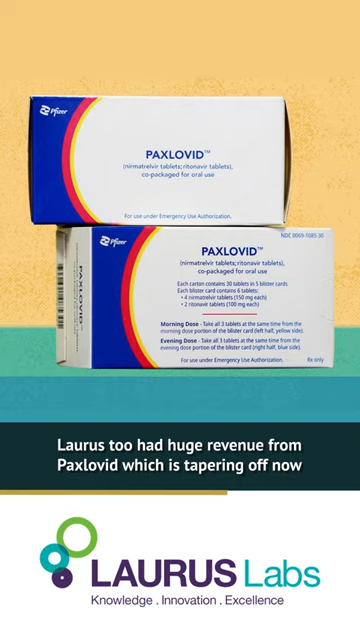 Pfizer
PAXLOVID™
(nirmatrelvir tablets; ritonavir tablets),
co-packaged for oral use
For use under Emergency Use Authorization.
NDC 0069-1085-30
Pfizer
PAXLOVID™
(nirmatrelvir tablets; ritonavir tablets),
co-packaged for oral use
Each carton contains 30 tablets in 5 blister cards
Each blister card contains 6 tablets:
• 4 nirmatrelvir tablets (150 mg each)
• 2 ritonavir tablets (100 mg each)
Morning Dose - Take all 3 tablets at the same time from the
morning dose portion of the blister card (left half, yellow side).
Evening Dose - Take all 3 tablets at the same time from the
evening dose portion of the blister card (right half, blue side).
For use under Emergency Use Authorization.
Rx only
PAXLOVID™
Laurus too had huge revenue from
Paxlovid which is tapering off now
LAURUS Labs
Knowledge . Innovation . Excellence